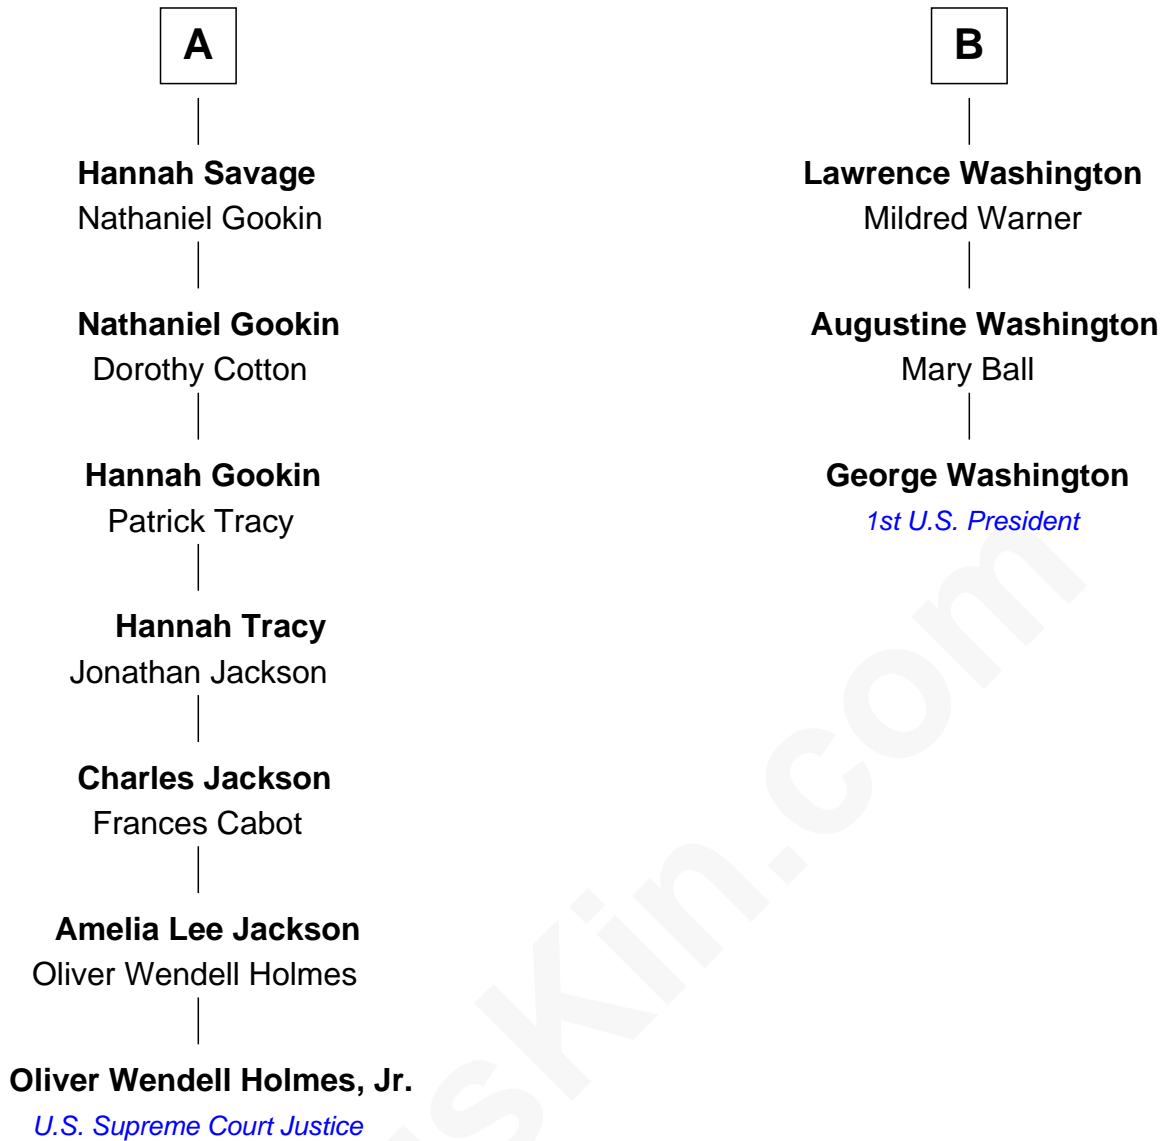 A
Hannah Savage
Nathaniel Gookin
Nathaniel Gookin
Dorothy Cotton
Hannah Gookin
Patrick Tracy
Hannah Tracy
Jonathan Jackson
Charles Jackson
Frances Cabot
Amelia Lee Jackson
Oliver Wendell Holmes
Oliver Wendell Holmes, Jr.
U.S. Supreme Court Justice
B
Lawrence Washington
Mildred Warner
Augustine Washington
Mary Ball
George Washington
1st U.S. President
sKin.com